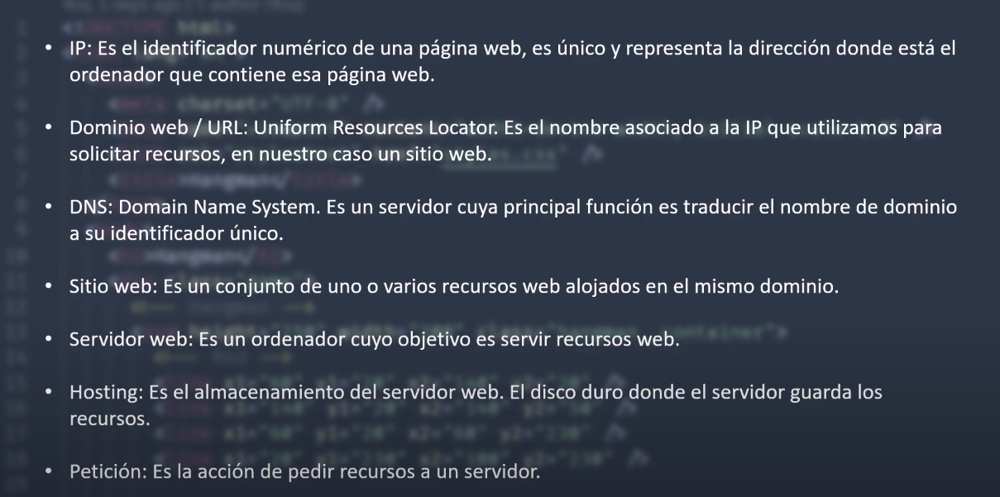 • IP: Es el identificador numérico de una página web, es único y representa la dirección donde está el
ordenador que contiene esa página web.
• Dominio web / URL: Uniform Resources Locator. Es el nombre asociado a la IP que utilizamos para
solicitar recursos, en nuestro caso un sitio web.
• DNS: Domain Name System. Es un servidor cuya principal función es traducir el nombre de dominio
a su identificador único.
• Sitio web: Es un conjunto de uno o varios recursos web alojados en el mismo dominio.
• Servidor web: Es un ordenador cuyo objetivo es servir recursos web.
• Hosting: Es el almacenamiento del servidor web. El disco duro donde el servidor guarda los
recursos.
• Petición: Es la acción de pedir recursos a un servidor.